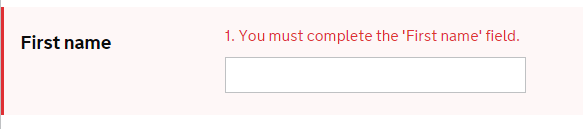 First name
1. You must complete the 'First name' field.